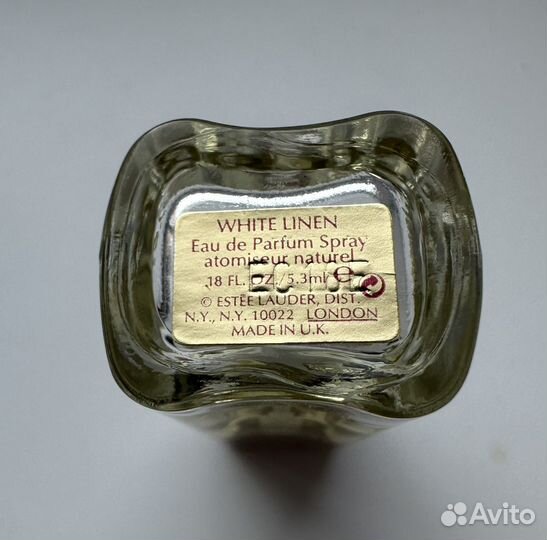 WHITE LINEN
Eau de Parfum Spray
atomiseur naturel
.18 FL. OZ./5.3ml ℮
© ESTĒE LAUDER, DIST.
N.Y., N.Y. 10022 LONDON
MADE IN U.K.
Avito